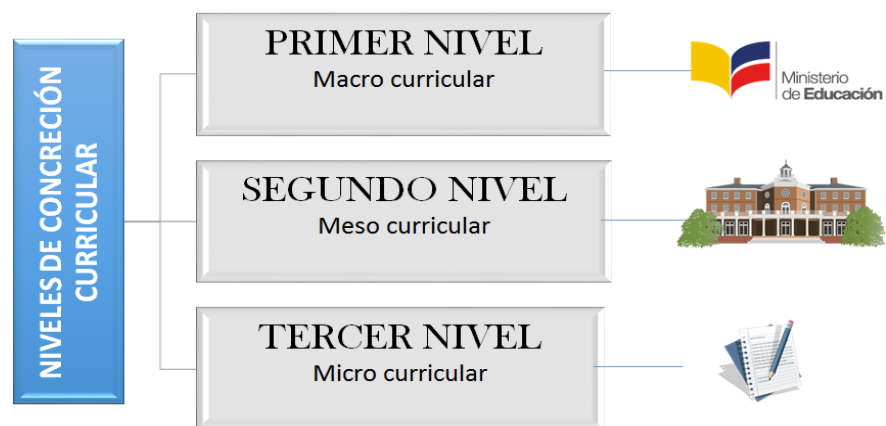 NIVELES DE CONCRECIÓN
CURRICULAR
PRIMER NIVEL
Macro curricular
Ministerio
de Educación
SEGUNDO NIVEL
Meso curricular
TERCER NIVEL
Micro curricular